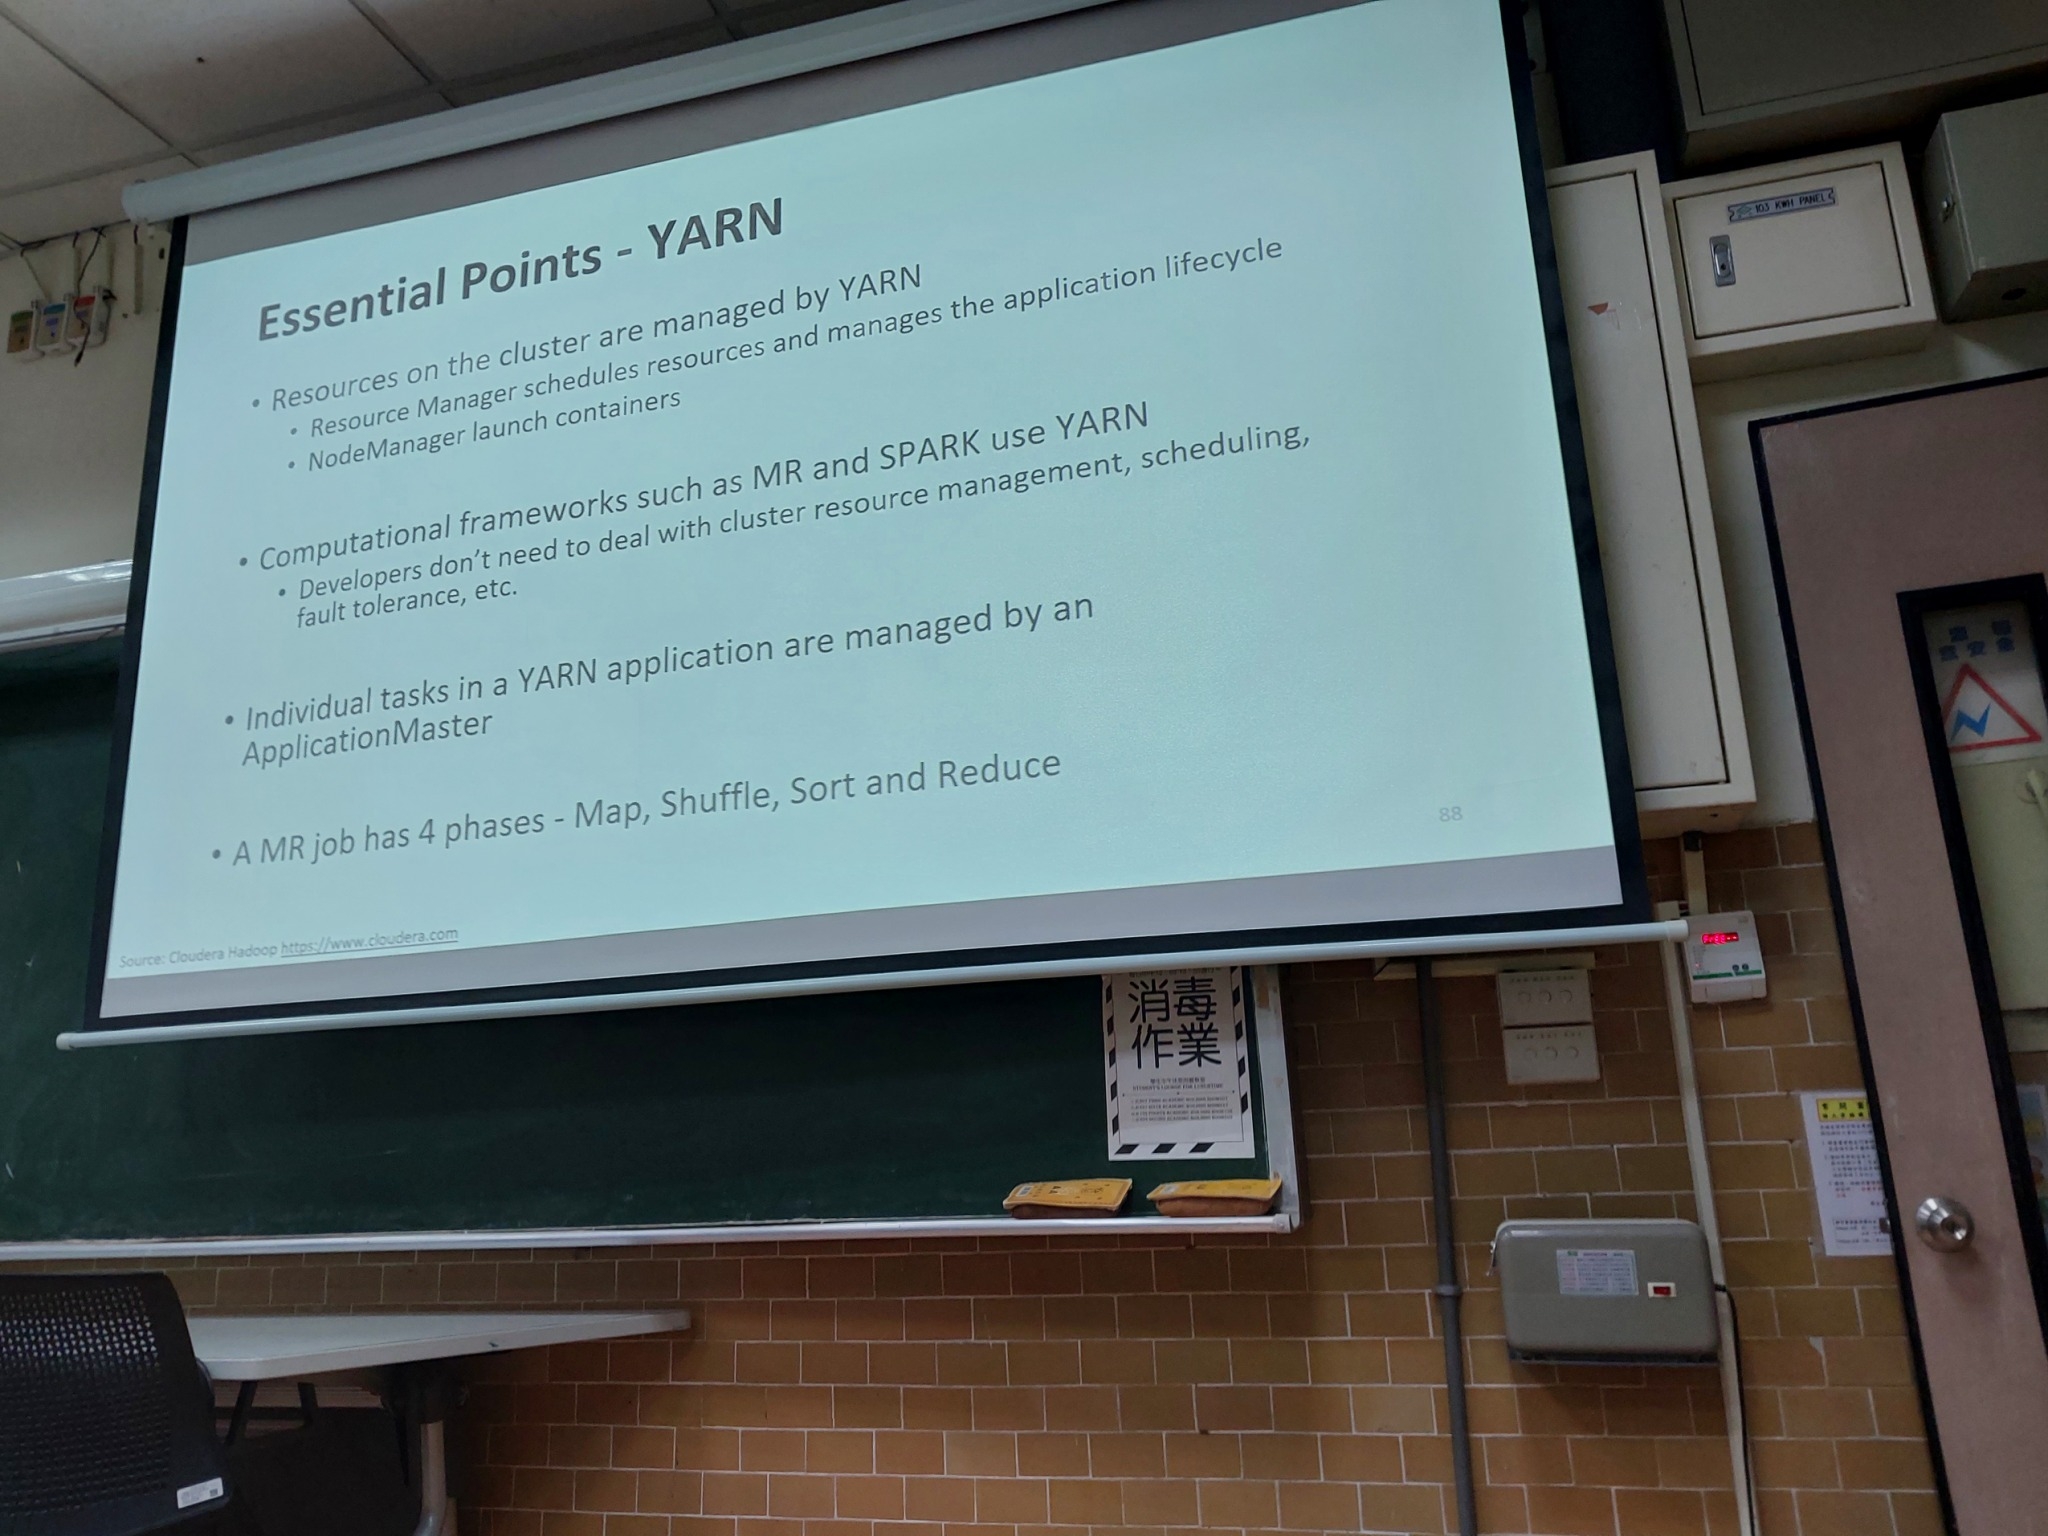 Essential Points - YARN
• Resources on the cluster are managed by YARN
• Resource Manager schedules resources and manages the application lifecycle
• NodeManager launch containers
• Computational frameworks such as MR and SPARK use YARN
• Developers don't need to deal with cluster resource management, scheduling,
fault tolerance, etc.
• Individual tasks in a YARN application are managed by an
ApplicationMaster
• A MR job has 4 phases - Map, Shuffle, Sort and Reduce
88
Source: Cloudera Hadoop https://www.cloudera.com
103 KWH PANEL
消毒
作業